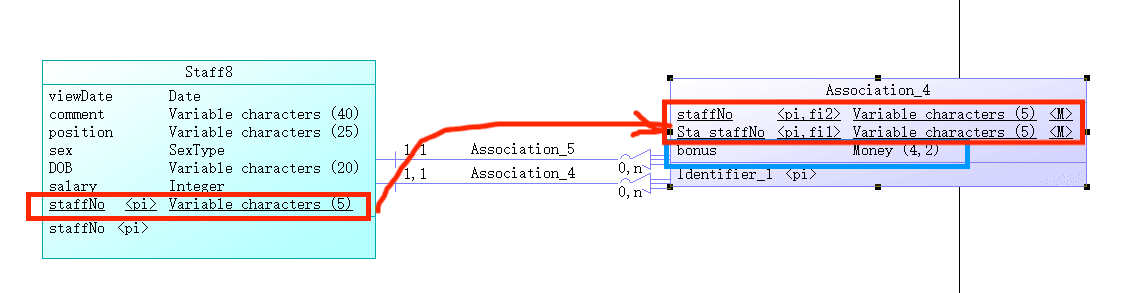 Staff8
viewDate Date
comment Variable characters (40)
position Variable characters (25)
sex SexType
DOB Variable characters (20)
salary Integer
staffNo <pi> Variable characters (5)
staffNo <pi>
1,1 Association_5 0,n
1,1 Association_4 0,n
Association_4
staffNo <pi,fi2> Variable characters (5) <M>
Sta_staffNo <pi,fi1> Variable characters (5) <M>
bonus Money (4,2)
Identifier_1 <pi>